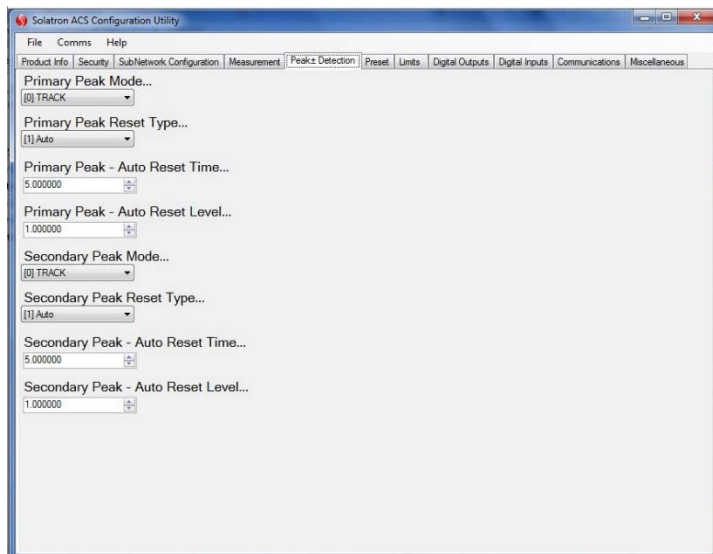 Solatron ACS Configuration Utility
File Comms Help
Product Info Security SubNetwork Configuration Measurement Peak± Detection Preset Limits Digital Outputs Digital Inputs Communications Miscellaneous
Primary Peak Mode...
[0] TRACK
Primary Peak Reset Type...
[1] Auto
Primary Peak - Auto Reset Time...
5.000000
Primary Peak - Auto Reset Level...
1.000000
Secondary Peak Mode...
[0] TRACK
Secondary Peak Reset Type...
[1] Auto
Secondary Peak - Auto Reset Time...
5.000000
Secondary Peak - Auto Reset Level...
1.000000